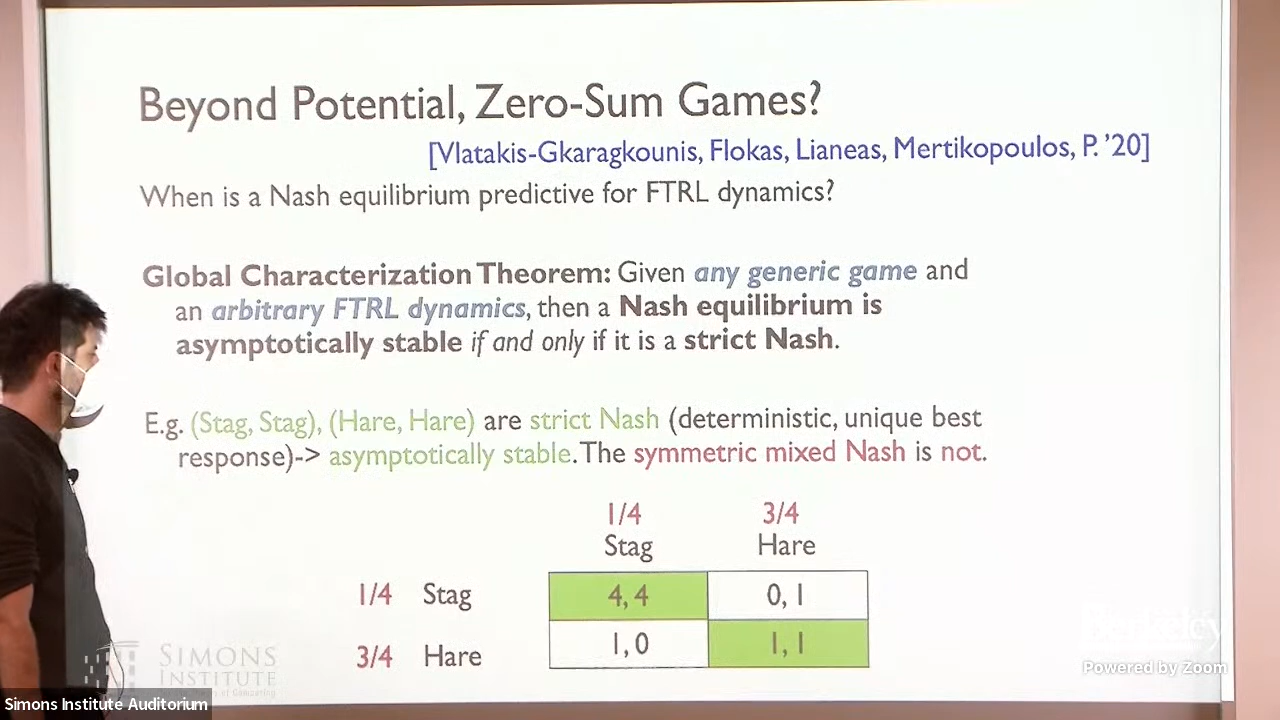 Beyond Potential, Zero-Sum Games?
[Vlatakis-Gkaragkounis, Flokas, Lianeas, Mertikopoulos, P. '20]
When is a Nash equilibrium predictive for FTRL dynamics?
Global Characterization Theorem: Given any generic game and
an arbitrary FTRL dynamics, then a Nash equilibrium is
asymptotically stable if and only if it is a strict Nash.
E.g. (Stag, Stag), (Hare, Hare) are strict Nash (deterministic, unique best
response)-> asymptotically stable. The symmetric mixed Nash is not.
1/4 3/4
Stag Hare
1/4 Stag 4, 4 0, 1
3/4 Hare 1, 0 1, 1
SIMONS
INSTITUTE
Berkeley
Powered by Zoom
Simons Institute Auditorium